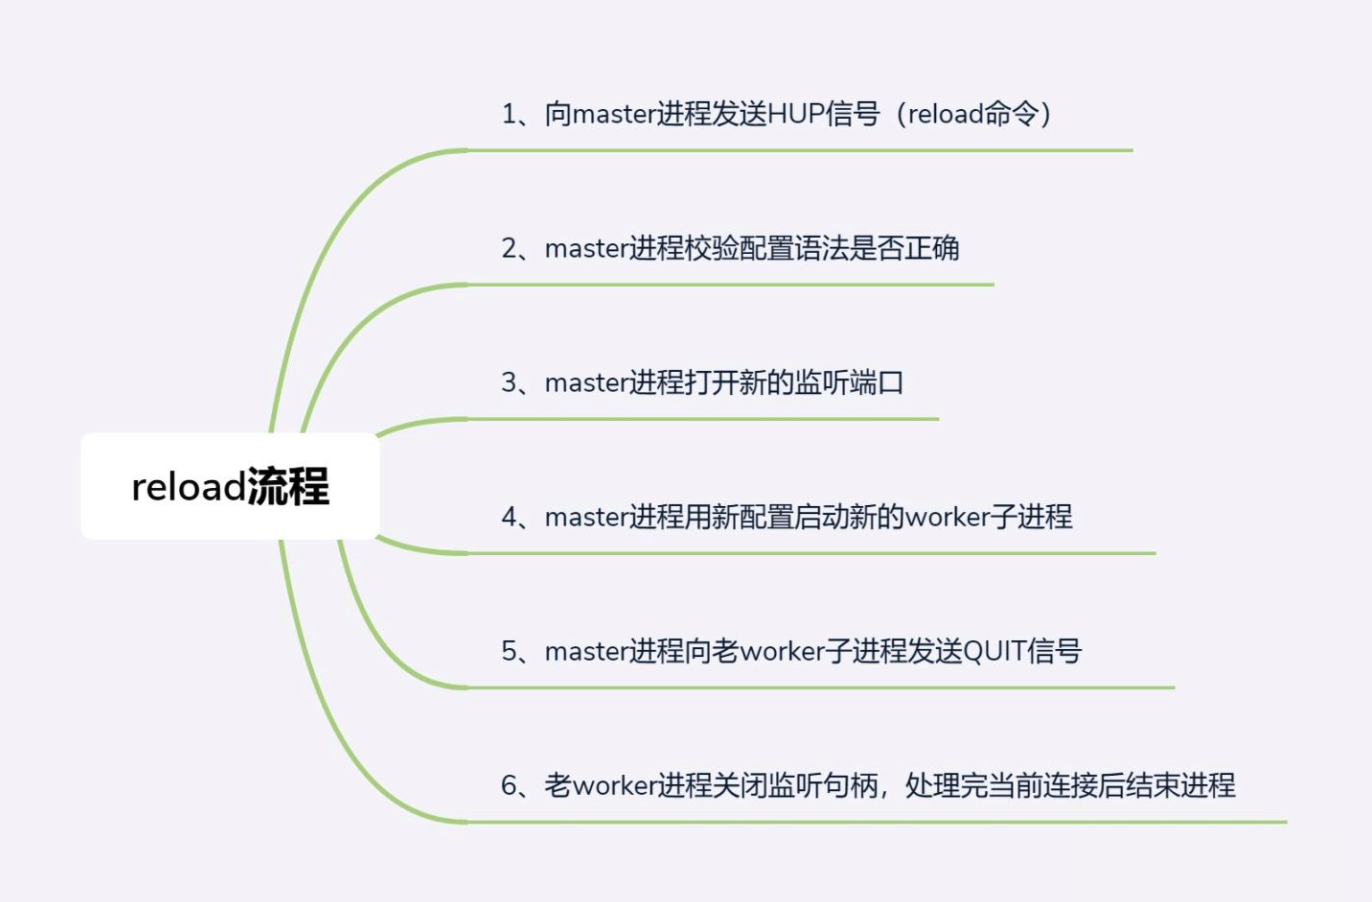 1、向master进程发送HUP信号（reload命令）
2、master进程校验配置语法是否正确
3、master进程打开新的监听端口
reload流程
4、master进程用新配置启动新的worker子进程
5、master进程向老worker子进程发送QUIT信号
6、老worker进程关闭监听句柄，处理完当前连接后结束进程